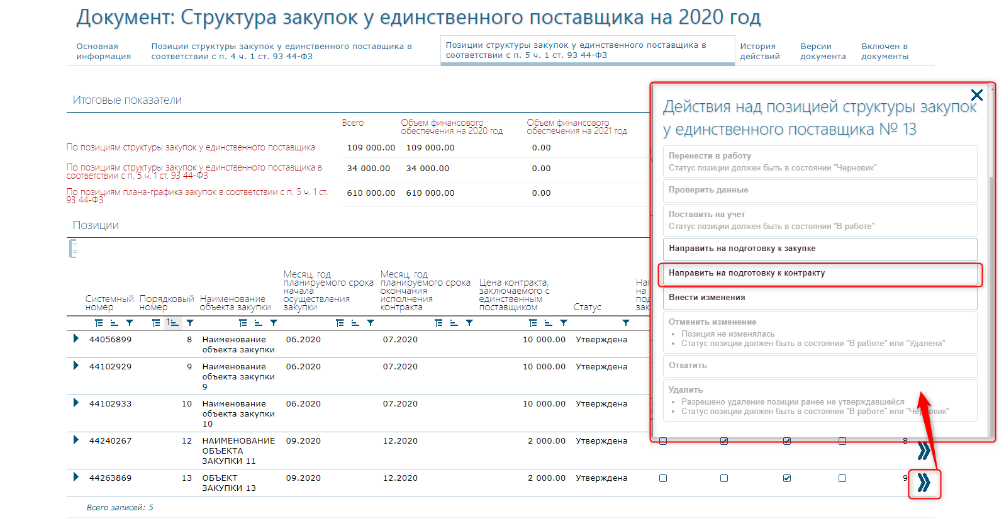 Документ: Структура закупок у единственного поставщика на 2020 год
Основная
информация
Позиции структуры закупок у единственного поставщика в
соответствии с п. 4 ч. 1 ст. 93 44-ФЗ
Позиции структуры закупок у единственного поставщика в
соответствии с п. 5 ч. 1 ст. 93 44-ФЗ
История
действий
Версии
документа
Включен в
документы
Итоговые показатели
Всего
Объем финансового
обеспечения на 2020 год
Объем финансового
обеспечения на 2021 год
По позициям структуры закупок у единственного поставщика
109 000.00 109 000.00 0.00
По позициям структуры закупок у единственного поставщика в
соответствии с п. 5 ч. 1 ст. 93 44-ФЗ
34 000.00 34 000.00 0.00
По позициям плана-графика закупок в соответствии с п. 5 ч. 1 ст.
93 44-ФЗ
610 000.00 610 000.00 0.00
Позиции
Системный
номер
Порядковый
номер
Наименование
объекта закупки
Месяц, год
планируемого срока
начала
осуществления
закупки
Месяц, год
планируемого срока
окончания
исполнения
контракта
Цена контракта,
заключаемого с
единственным
поставщиком
Статус
На
на
под
зак
1
44056899 8 Наименование 06.2020 07.2020 10 000.00 Утверждена
объекта закупки
44102929 9 Наименование 06.2020 07.2020 10 000.00 Утверждена
объекта закупки
9
44102933 10 Наименование 06.2020 07.2020 10 000.00 Утверждена
объекта закупки
10
44240267 12 НАИМЕНОВАНИЕ 09.2020 12.2020 2 000.00 Утверждена 8
ОБЪЕКТА
ЗАКУПКИ 11
44263869 13 ОБЪЕКТ 09.2020 12.2020 2 000.00 Утверждена 9
ЗАКУПКИ 13
Всего записей: 5
Действия над позицией структуры закупок
у единственного поставщика № 13
Перенести в работу
Статус позиции должен быть в состоянии "Черновик"
Проверить данные
Поставить на учет
Статус позиции должен быть в состоянии "В работе"
Направить на подготовку к закупке
Направить на подготовку к контракту
Внести изменения
Отменить изменение
• Позиция не изменялась
• Статус позиции должен быть в состоянии "В работе" или "Удалена"
Откатить
Удалить
• Разрешено удаление позиции ранее не утверждавшейся
• Статус позиции должен быть в состоянии "В работе" или "Черновик"